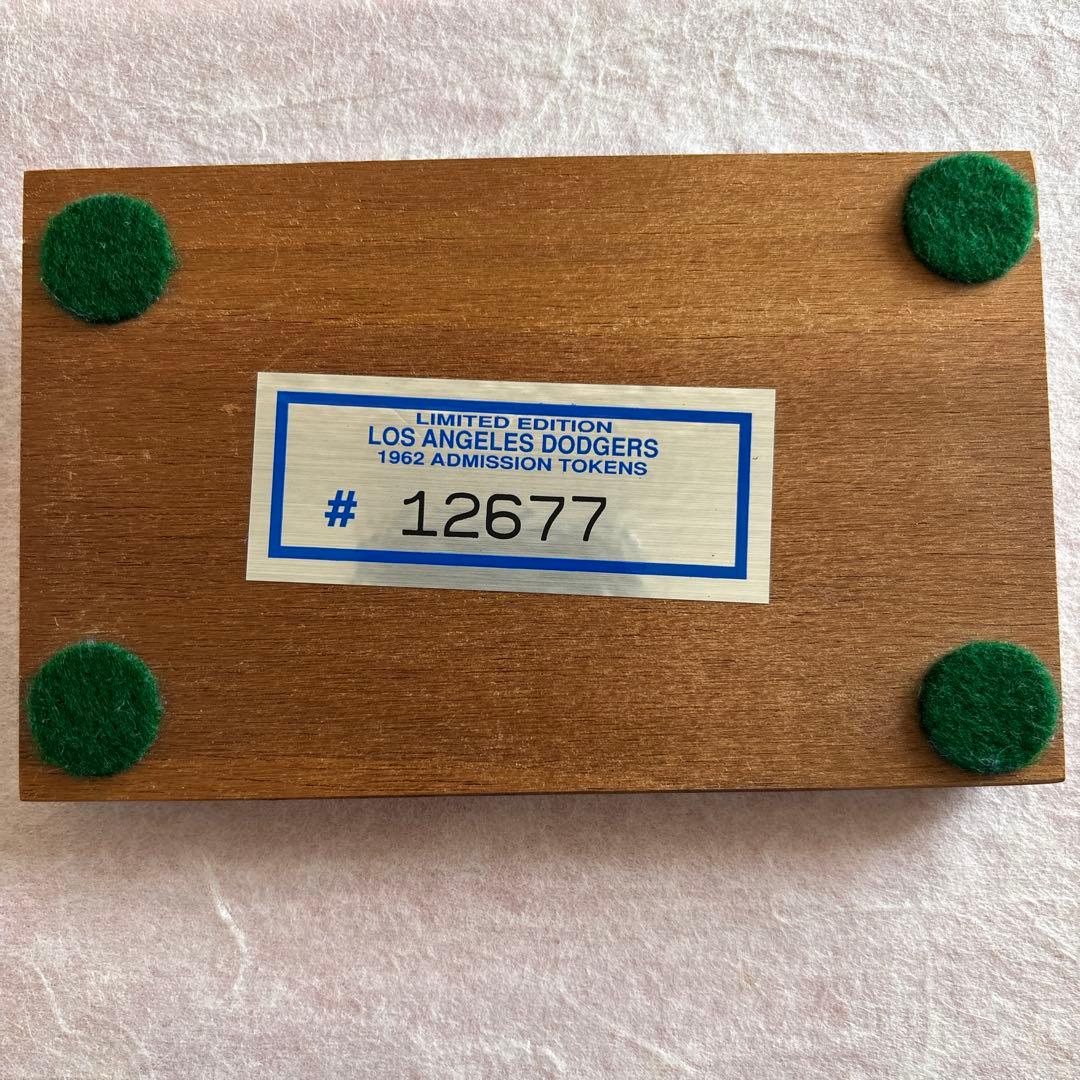 LIMITED EDITION
LOS ANGELES DODGERS
1962 ADMISSION TOKENS
# 12677